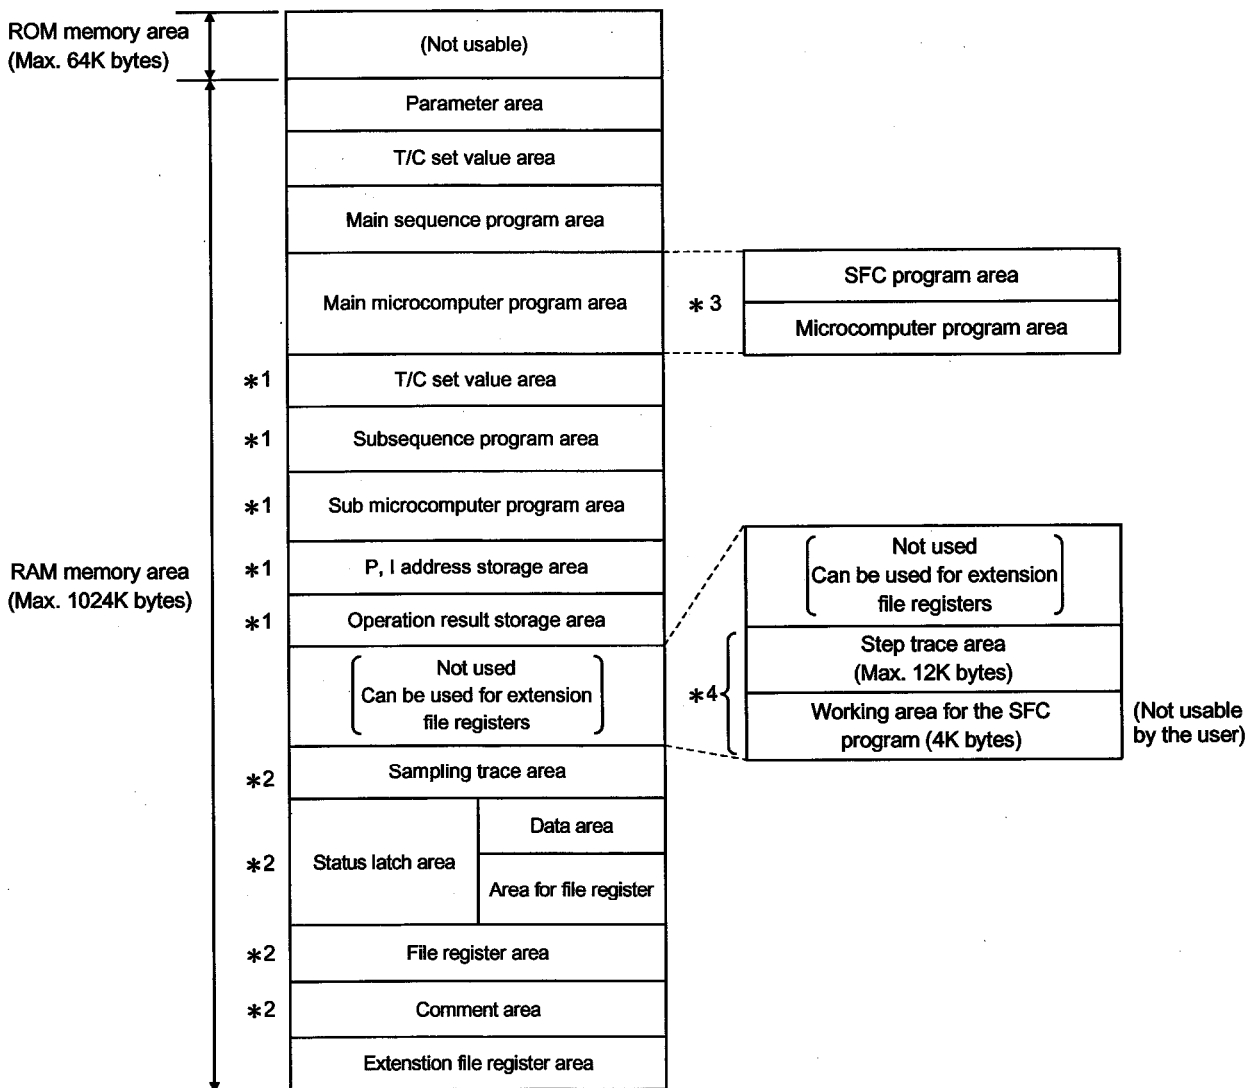 ROM memory area
(Max. 64K bytes)
(Not usable)
Parameter area
T/C set value area
Main sequence program area
Main microcomputer program area
*3
SFC program area
Microcomputer program area
*1
T/C set value area
*1
Subsequence program area
*1
Sub microcomputer program area
RAM memory area
(Max. 1024K bytes)
*1
P, I address storage area
*1
Operation result storage area
Not used
Can be used for extension
file registers
Not used
Can be used for extension
file registers
*4
Step trace area
(Max. 12K bytes)
Working area for the SFC
program (4K bytes)
(Not usable
by the user)
*2
Sampling trace area
*2
Status latch area
Data area
Area for file register
*2
File register area
*2
Comment area
Extenstion file register area